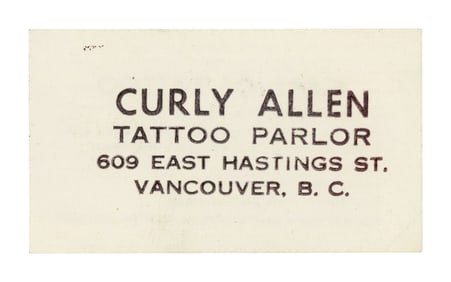 CURLY ALLEN
TATTOO PARLOR
609 EAST HASTINGS ST.
VANCOUVER, B. C.